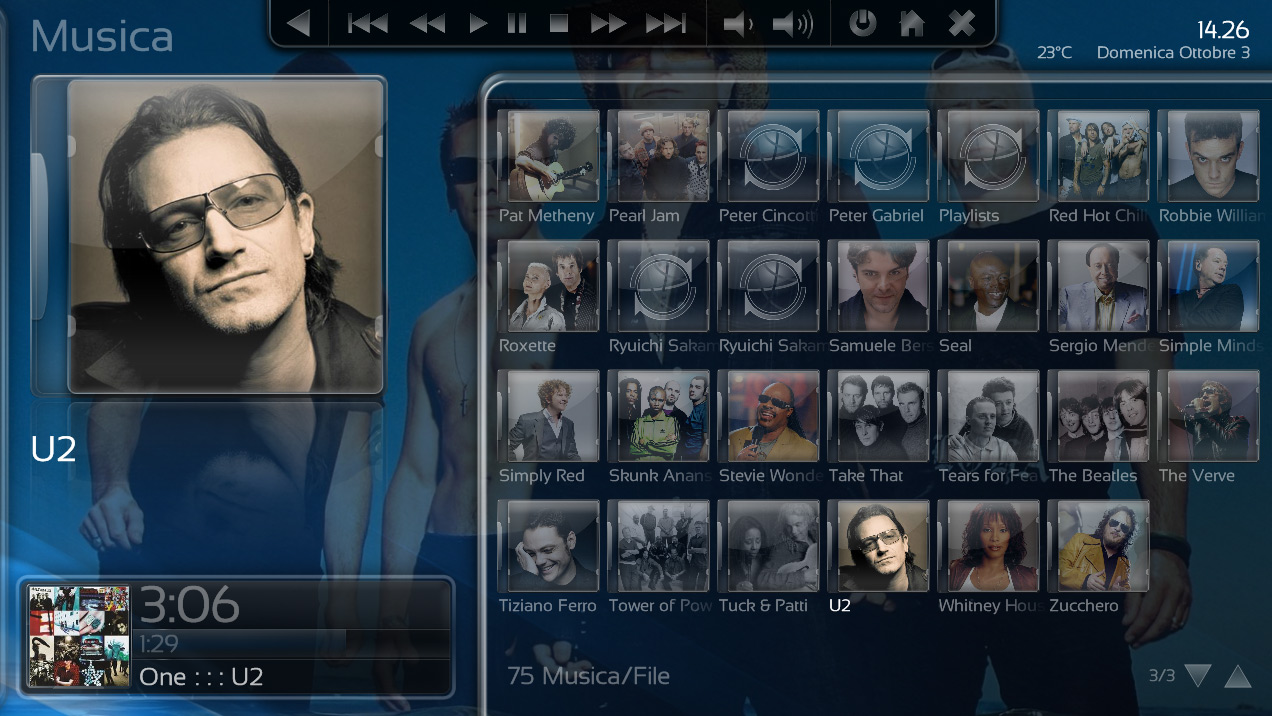 Musica
14.26
23°C Domenica Ottobre 3
Pat Metheny Pearl Jam Peter Cincott Peter Gabriel Playlists Red Hot Chili Robbie William
Roxette Ryuichi Sakam Ryuichi Sakam Samuele Bers Seal Sergio Mende Simple Minds
U2
Simply Red Skunk Anans Stevie Wonde Take That Tears for Fea The Beatles The Verve
Tiziano Ferro Tower of Pow Tuck & Patti U2 Whitney Hous Zucchero
3:06
1:29
One : : : U2
75 Musica/File
3/3